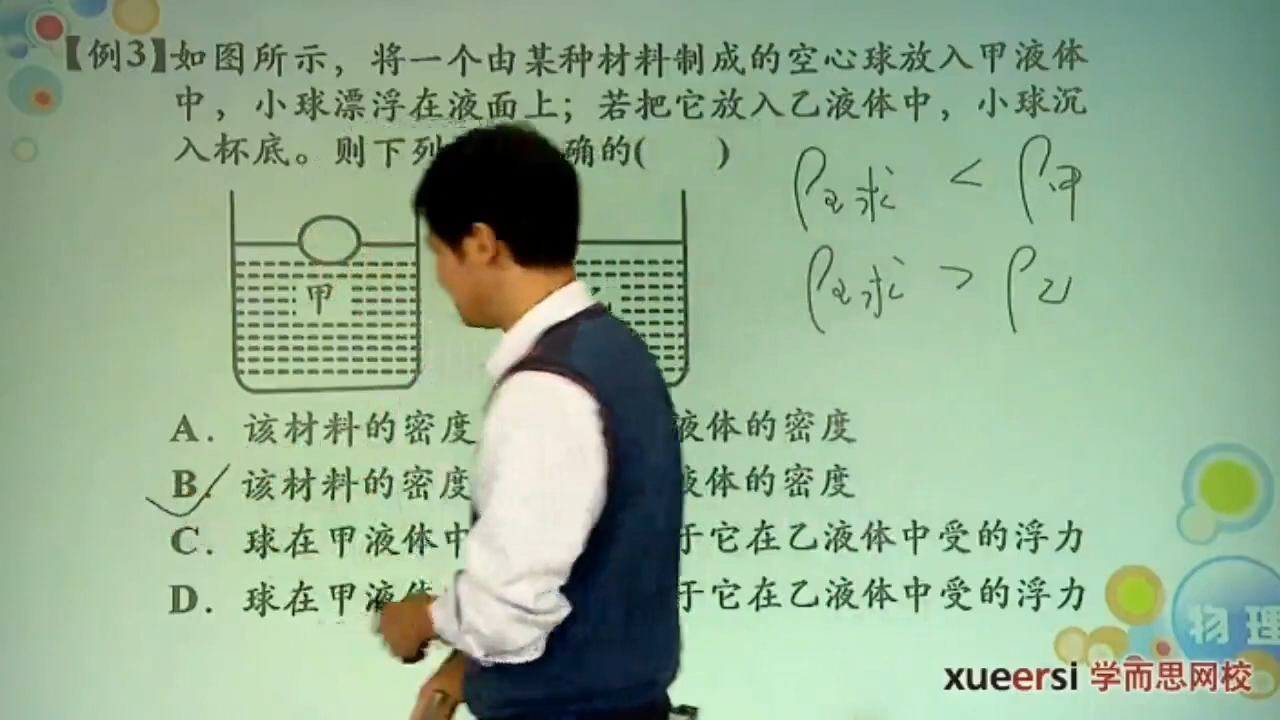 【例3】如图所示，将一个由某种材料制成的空心球放入甲液体
中，小球漂浮在液面上；若把它放入乙液体中，小球沉
入杯底。则下列 确的(  )
ρ球 < ρ甲
ρ球 > ρ乙
甲
A. 该材料的密度 液体的密度
B. 该材料的密度 液体的密度
C. 球在甲液体中 于它在乙液体中受的浮力
D. 球在甲液体 于它在乙液体中受的浮力
物理
xueersi 学而思网校